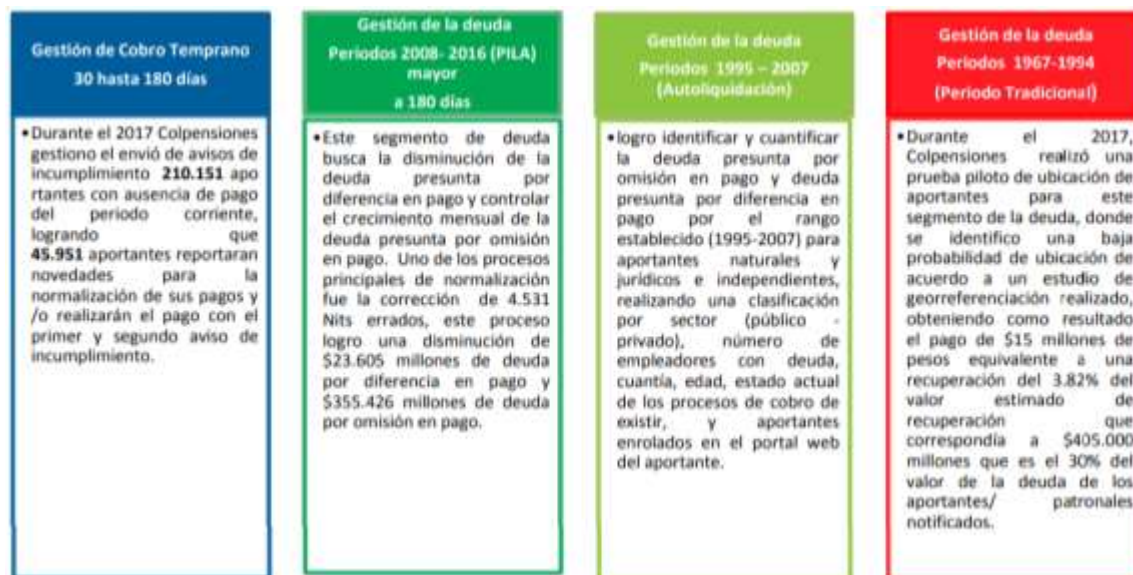 Gestión de Cobro Temprano
30 hasta 180 días
•Durante el 2017 Colpensiones
gestiono el envió de avisos de
incumplimiento 210.151 apo
rtantes con ausencia de pago
del periodo corriente,
logrando que
45.951 aportantes reportaran
novedades para la
normalización de sus pagos y
/o realizarán el pago con el
primer y segundo aviso de
incumplimiento.
Gestión de la deuda
Periodos 2008- 2016 (PILA)
mayor
a 180 días
•Este segmento de deuda
busca la disminución de la
deuda presunta por
diferencia en pago y controlar
el crecimiento mensual de la
deuda presunta por omisión
en pago. Uno de los procesos
principales de normalización
fue la corrección de 4.531
Nits errados, este proceso
logro una disminución de
$23.605 millones de deuda
por diferencia en pago y
$355.426 millones de deuda
por omisión en pago.
Gestión de la deuda
Periodos 1995 – 2007
(Autoliquidación)
•logro identificar y cuantificar
la deuda presunta por
omisión en pago y deuda
presunta por diferencia en
pago por el rango
establecido (1995-2007) para
aportantes naturales y
jurídicos e independientes,
realizando una clasificación
por sector (público -
privado), número de
empleadores con deuda,
cuantía, edad, estado actual
de los procesos de cobro de
existir, y aportantes
enrolados en el portal web
del aportante.
Gestión de la deuda
Periodos 1967-1994
(Periodo Tradicional)
•Durante el 2017,
Colpensiones realizó una
prueba piloto de ubicación de
aportantes para este
segmento de la deuda, donde
se identifico una baja
probabilidad de ubicación de
acuerdo a un estudio de
georreferenciación realizado,
obteniendo como resultado
el pago de $15 millones de
pesos equivalente a una
recuperación del 3.82% del
valor estimado de
recuperación que
correspondía a $405.000
millones que es el 30% del
valor de la deuda de los
aportantes/ patronales
notificados.